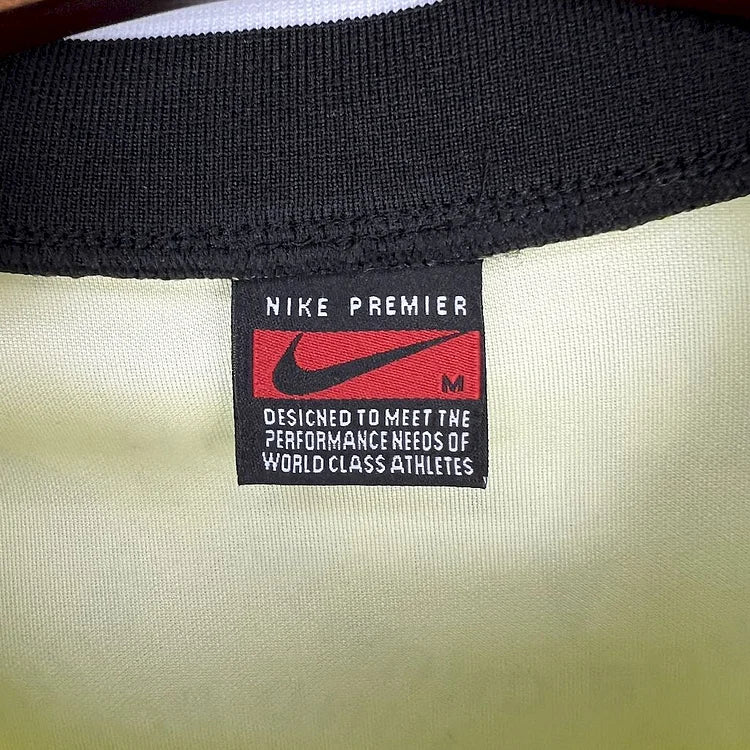 NIKE PREMIER
M
DESIGNED TO MEET THE
PERFORMANCE NEEDS OF
WORLD CLASS ATHLETES